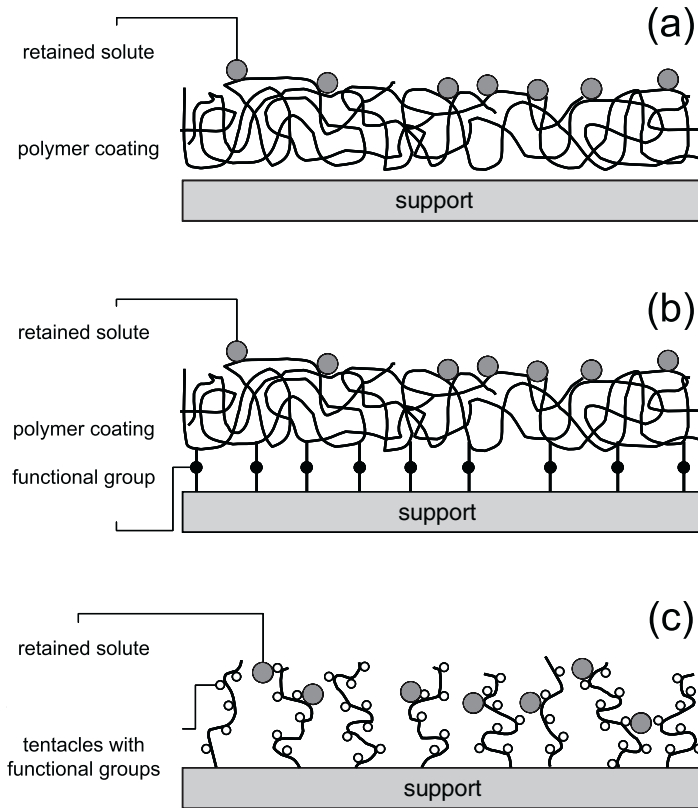 (a)
retained solute
polymer coating
support
(b)
retained solute
polymer coating
functional group
support
(c)
retained solute
tentacles with
functional groups
support